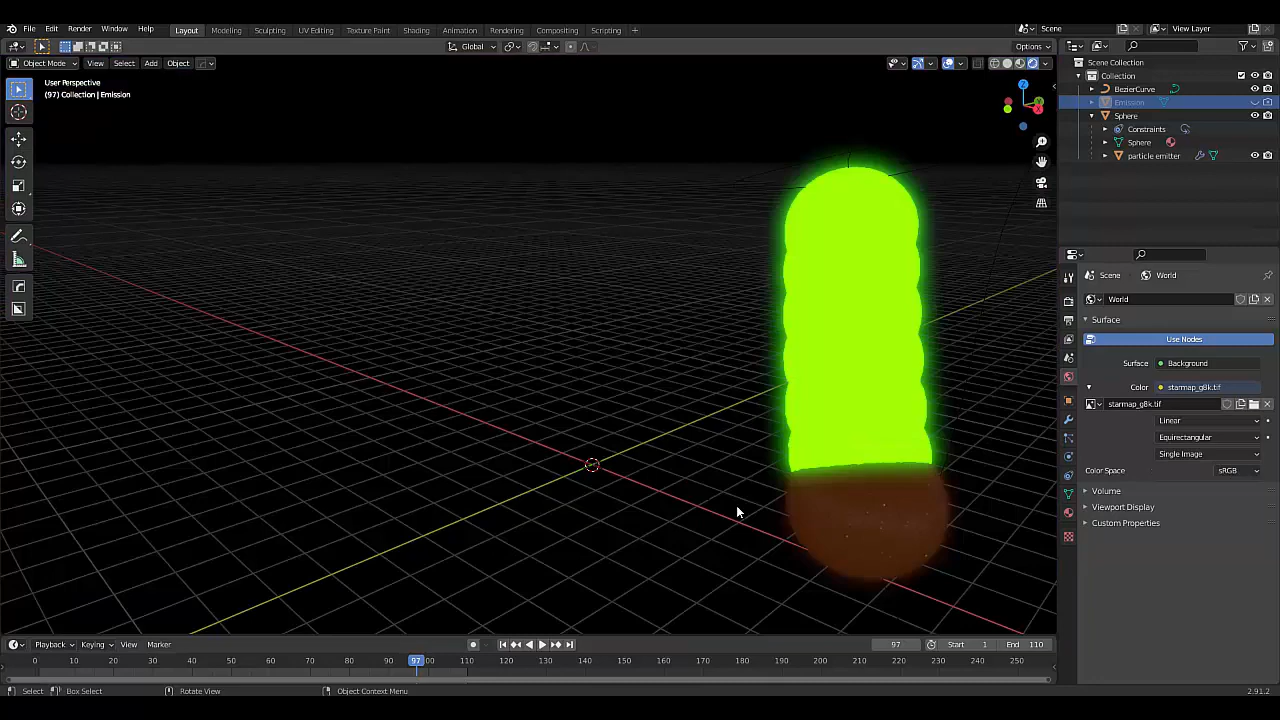 File Edit Render Window Help Layout Modeling Sculpting UV Editing Texture Paint Shading Animation Rendering Compositing Scripting + Scene View Layer
Global Options
Object Mode View Select Add Object
User Perspective
(97) Collection | Emission
Z
Y
X
Scene Collection
Collection
BezierCurve
Emission
Sphere
Constraints
Sphere
particle emitter
Scene World
World
Surface
Use Nodes
Surface Background
Color starmap_g8k.tif
starmap_g8k.tif
Linear
Equirectangular
Single Image
Color Space sRGB
Volume
Viewport Display
Custom Properties
Playback Keying View Marker 97 Start 1 End 110
0 10 20 30 40 50 60 70 80 97 00 110 120 130 140 150 160 170 180 190 200 210 220 230 240 250
Select Box Select Rotate View Object Context Menu 2.91.2